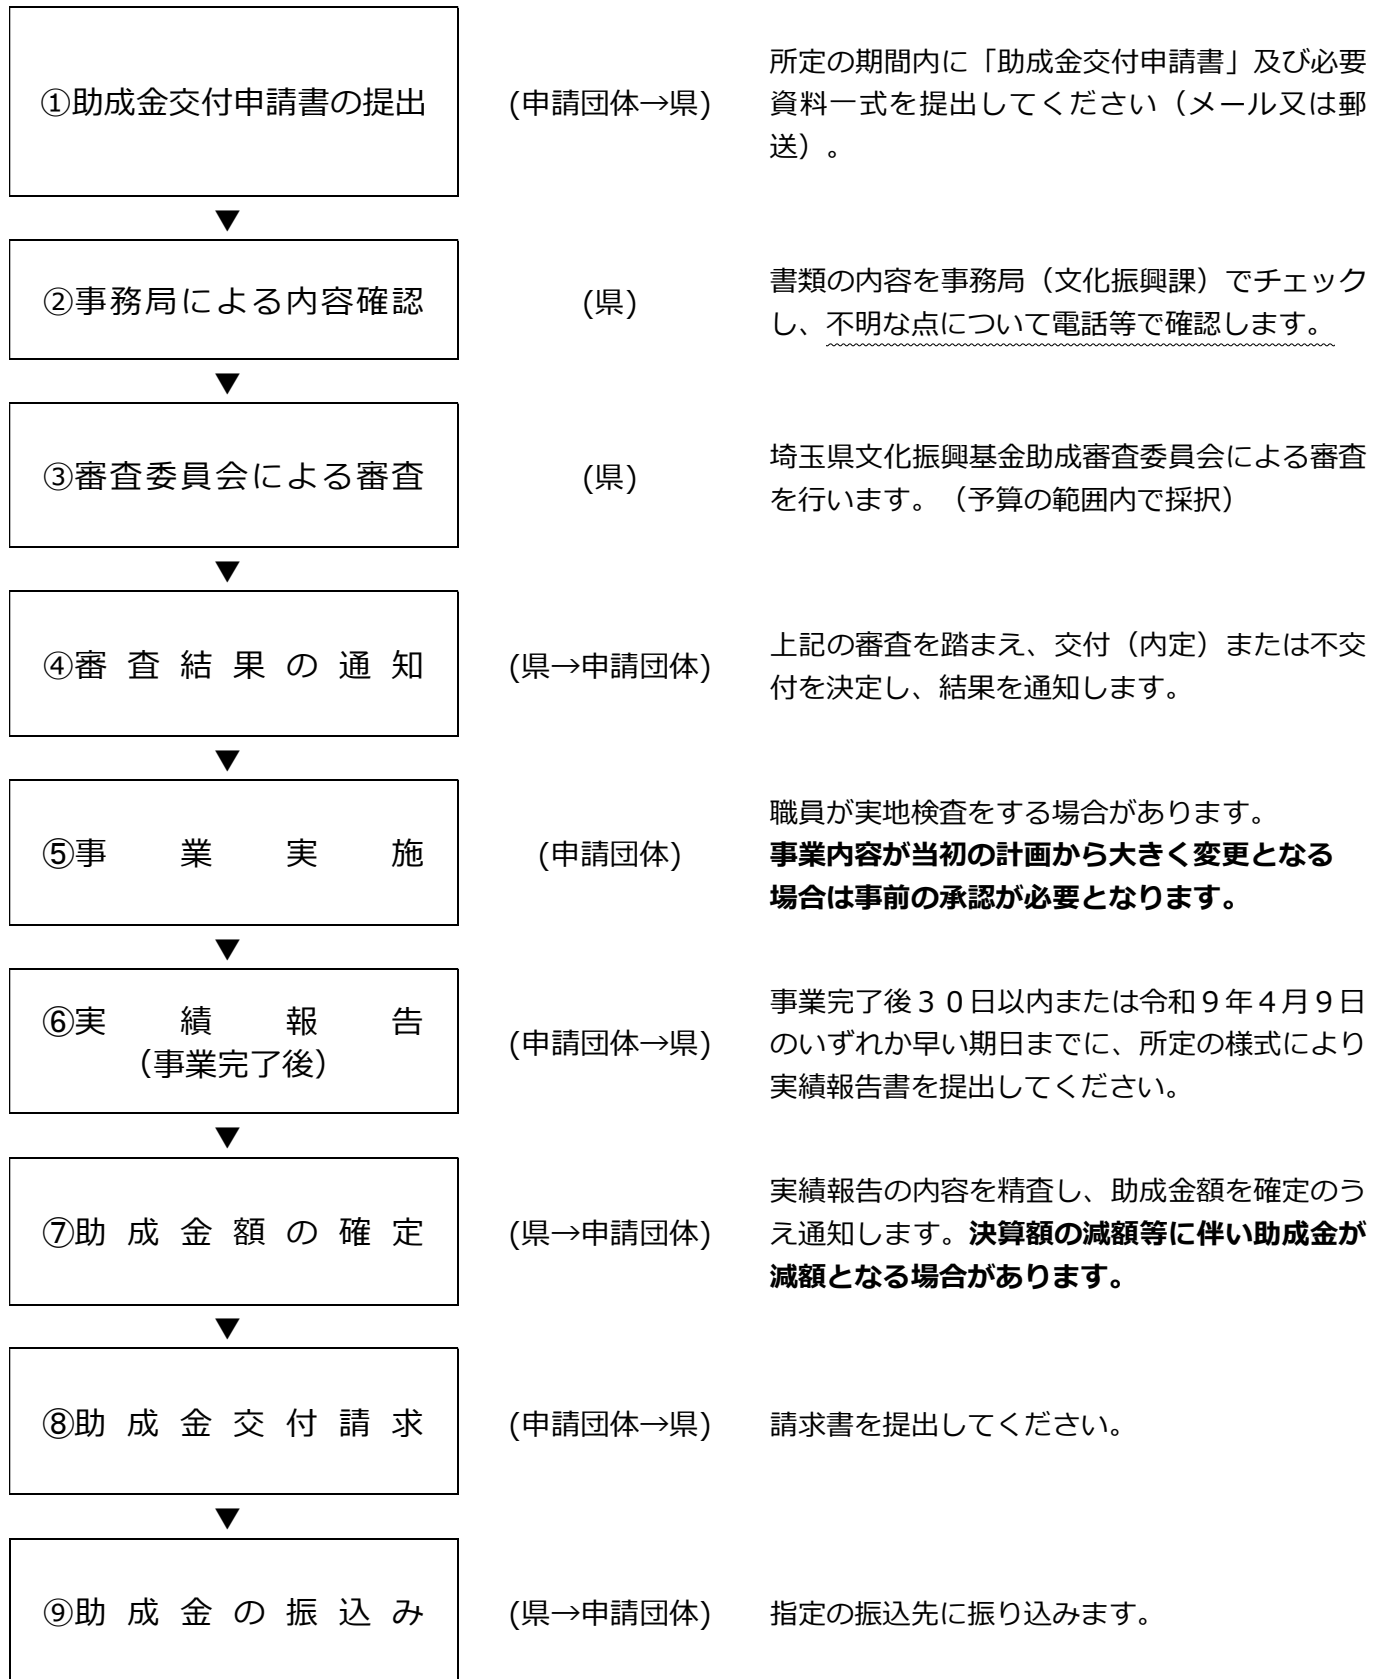 ①助成金交付申請書の提出
(申請団体→県)
所定の期間内に「助成金交付申請書」及び必要
資料一式を提出してください（メール又は郵
送）。
▼
②事務局による内容確認
(県)
書類の内容を事務局（文化振興課）でチェック
し、不明な点について電話等で確認します。
▼
③審査委員会による審査
(県)
埼玉県文化振興基金助成審査委員会による審査
を行います。（予算の範囲内で採択）
▼
④審査結果の通知
(県→申請団体)
上記の審査を踏まえ、交付（内定）または不交
付を決定し、結果を通知します。
▼
⑤事業実施
(申請団体)
職員が実地検査をする場合があります。
事業内容が当初の計画から大きく変更となる
場合は事前の承認が必要となります。
▼
⑥実績報告
（事業完了後）
(申請団体→県)
事業完了後３０日以内または令和９年４月９日
のいずれか早い期日までに、所定の様式により
実績報告書を提出してください。
▼
⑦助成金額の確定
(県→申請団体)
実績報告の内容を精査し、助成金額を確定のう
え通知します。決算額の減額等に伴い助成金が
減額となる場合があります。
▼
⑧助成金交付請求
(申請団体→県)
請求書を提出してください。
▼
⑨助成金の振込み
(県→申請団体)
指定の振込先に振り込みます。